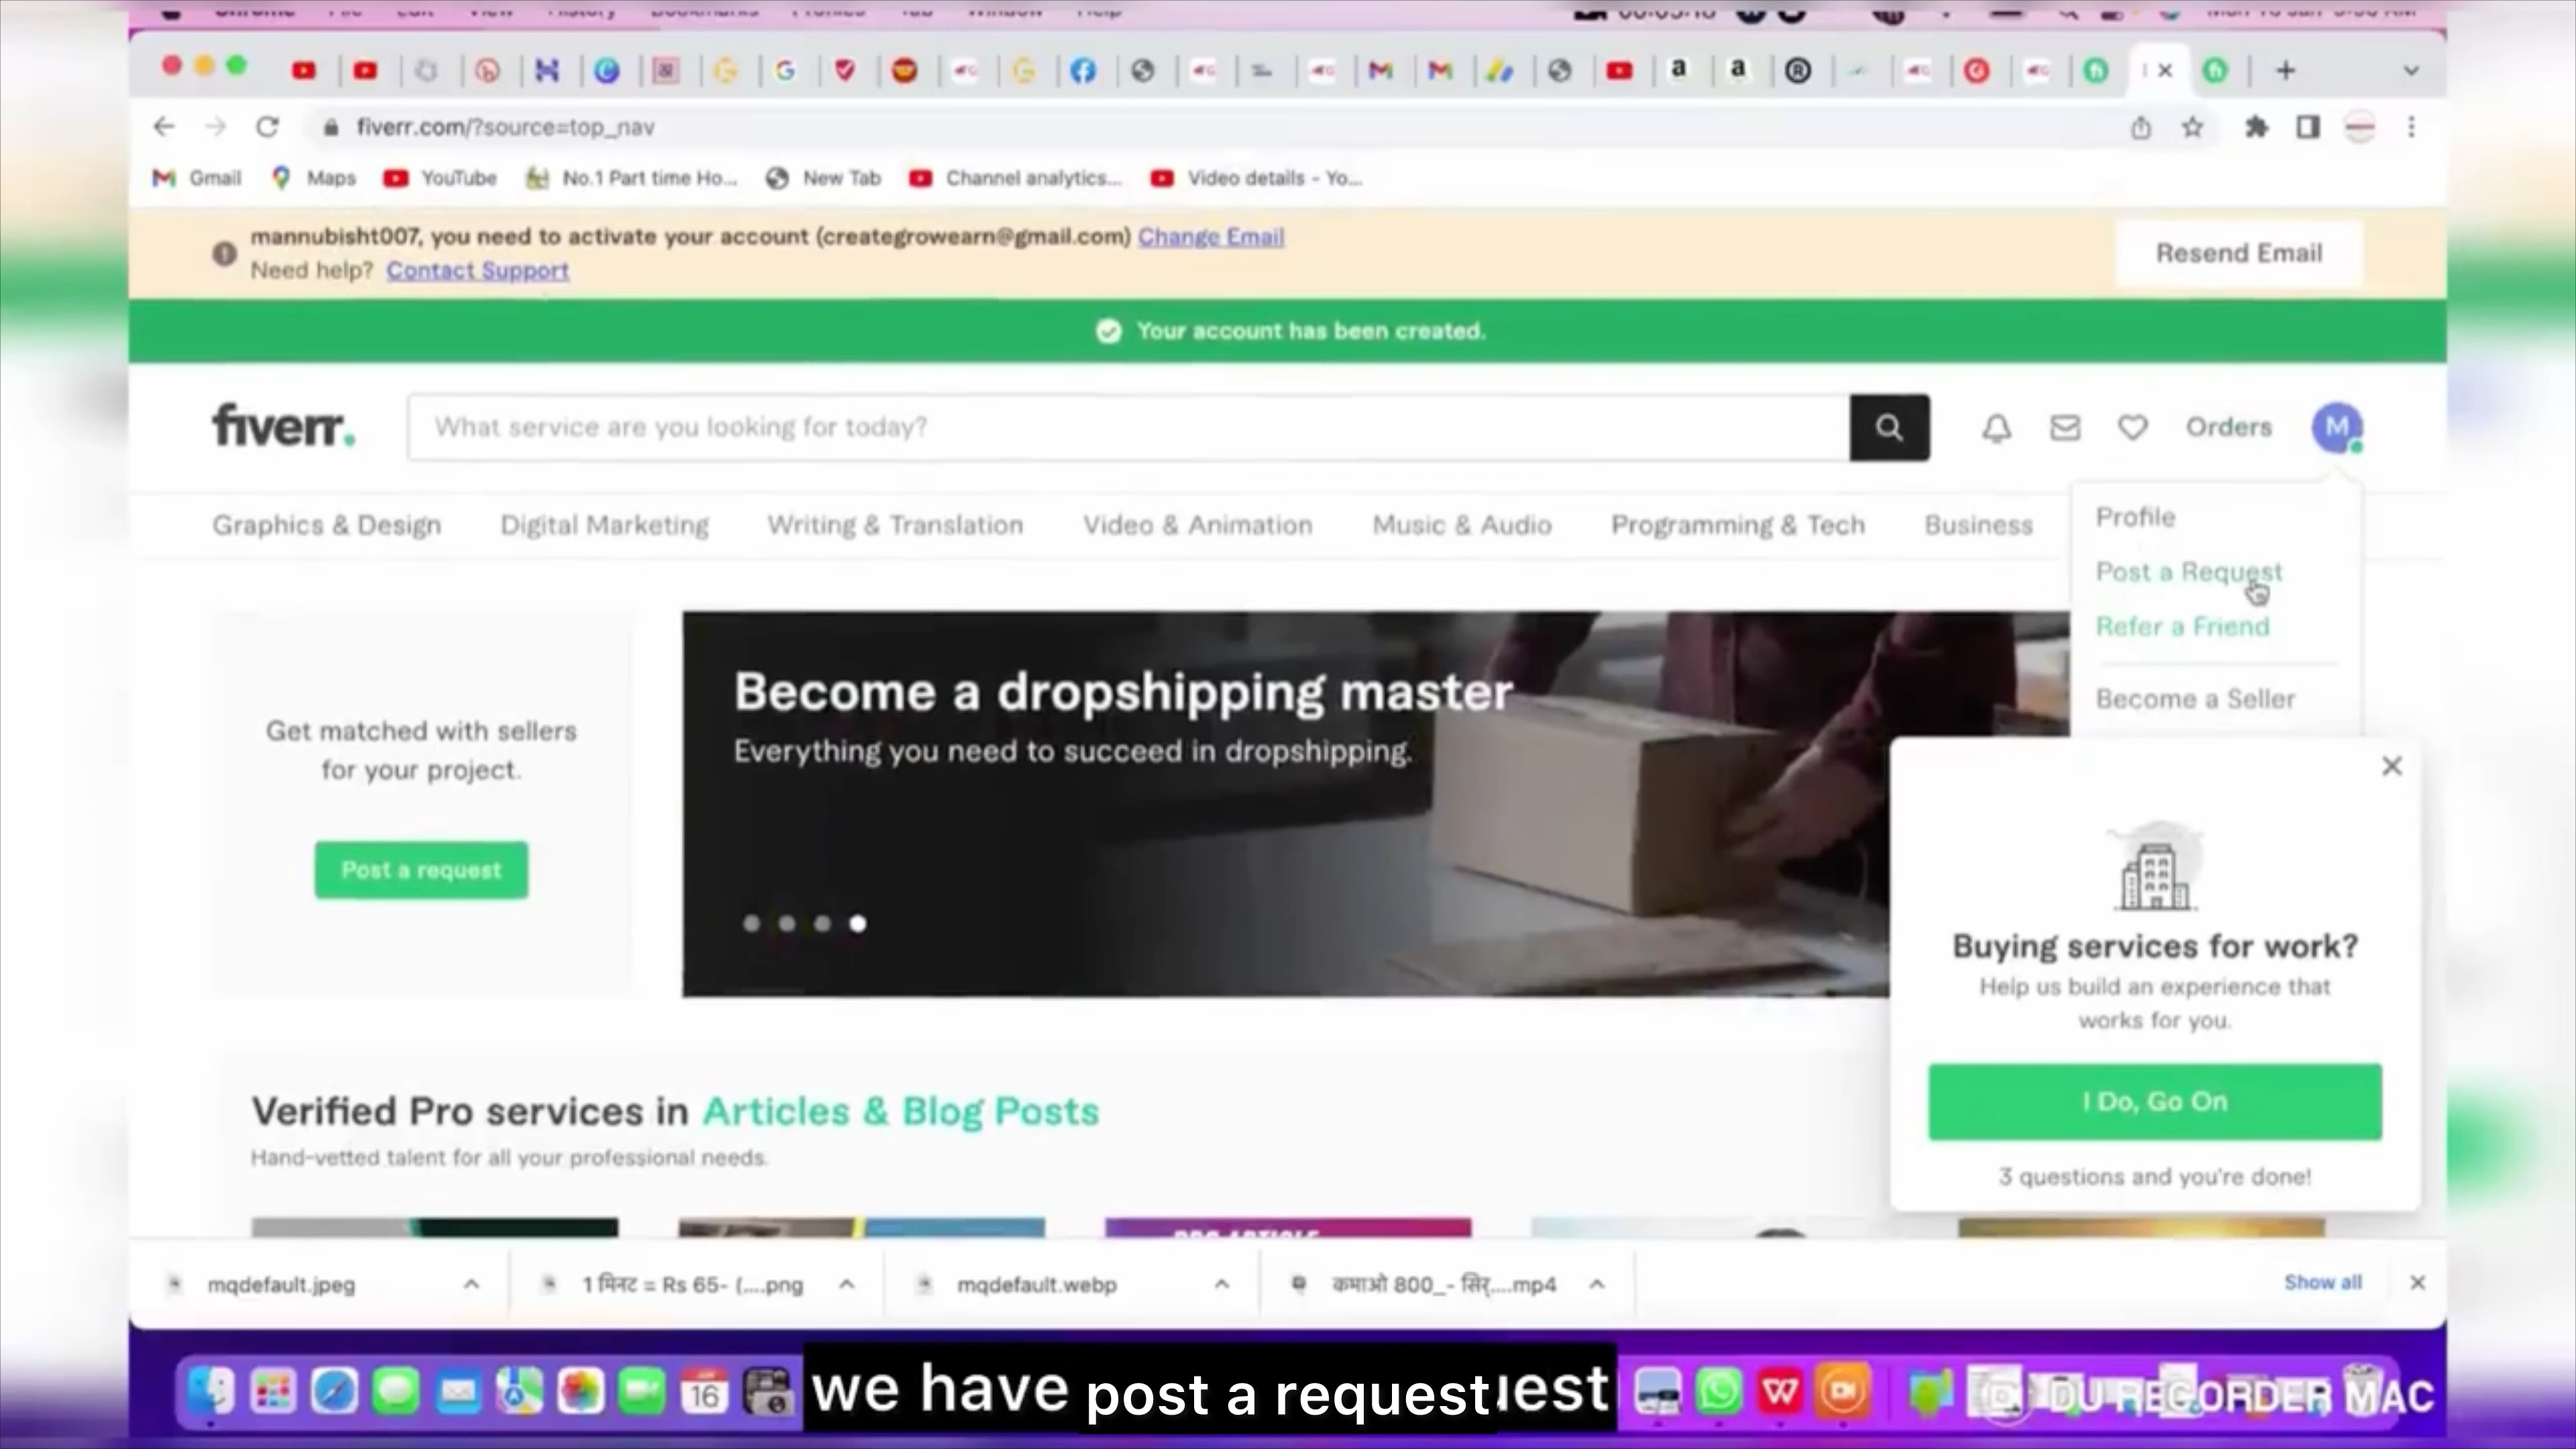 fiverr.com/?source=top_nav
Gmail Maps YouTube No.1 Part time Ho... New Tab Channel analytics... Video details - Yo...
mannubisht007, you need to activate your account (creategrowearn@gmail.com) Change Email
Need help? Contact Support
Resend Email
Your account has been created.
fiverr.
What service are you looking for today?
Orders
M
Graphics & Design Digital Marketing Writing & Translation Video & Animation Music & Audio Programming & Tech Business
Profile
Post a Request
Refer a Friend
Become a Seller
Get matched with sellers
for your project.
Post a request
Become a dropshipping master
Everything you need to succeed in dropshipping.
Buying services for work?
Help us build an experience that
works for you.
I Do, Go On
3 questions and you're done!
Verified Pro services in Articles & Blog Posts
Hand-vetted talent for all your professional needs.
mqdefault.jpeg
1 मिनट = Rs 65- (....png
mqdefault.webp
कमाओ 800_- सिर्....mp4
Show all
16
we have post a request
DU RECORDER MAC